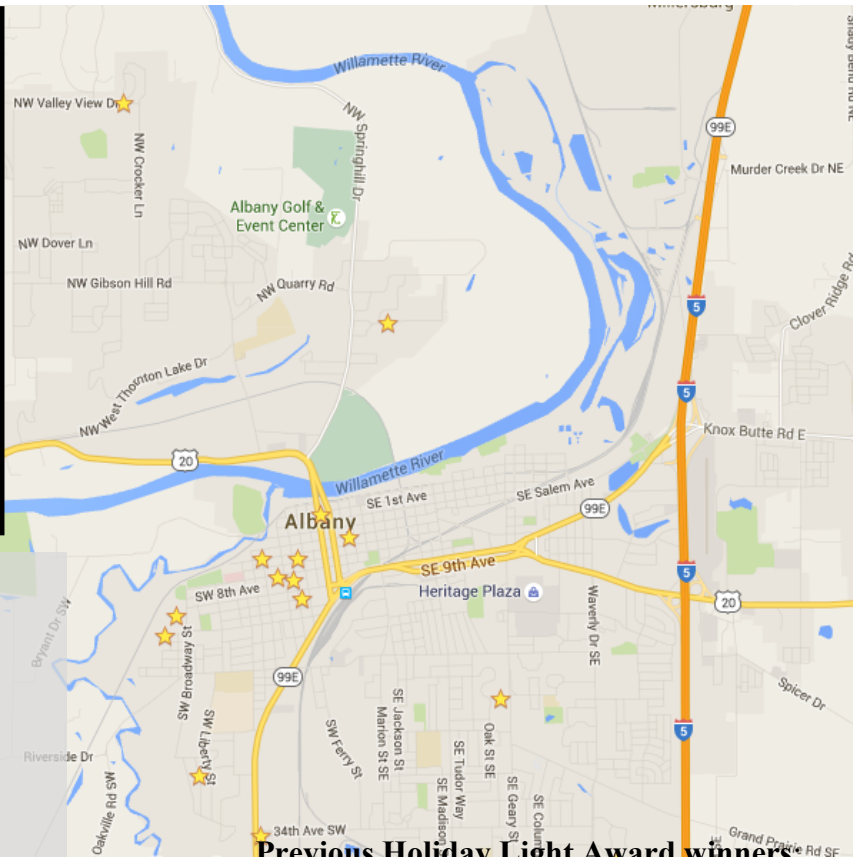 Millersburg
Willamette River
NW Valley View Dr
99E
NW Springhill Dr
NW Crocker Ln
Murder Creek Dr NE
Albany Golf &
Event Center
NW Dover Ln
NW Gibson Hill Rd
NW Quarry Rd
5
Clover Ridge Rd
NW West Thornton Lake Dr
5
Knox Butte Rd E
20
Willamette River
SE Salem Ave
SE 1st Ave
99E
Albany
SE 9th Ave
5
SW 8th Ave
Heritage Plaza
20
Waverly Dr SE
Bryant Dr SW
SW Broadway St
99E
Spicer Dr
SE Jackson St
Marion St SE
Oak St SE
SW Liberty St
SW Ferry St
5
SE Tudor Way
Riverside Dr
SE Geary St
SE Madison
Oakville Rd SW
34th Ave SW
Grand Prairie Rd SE
Previous Holiday Light Award winners: